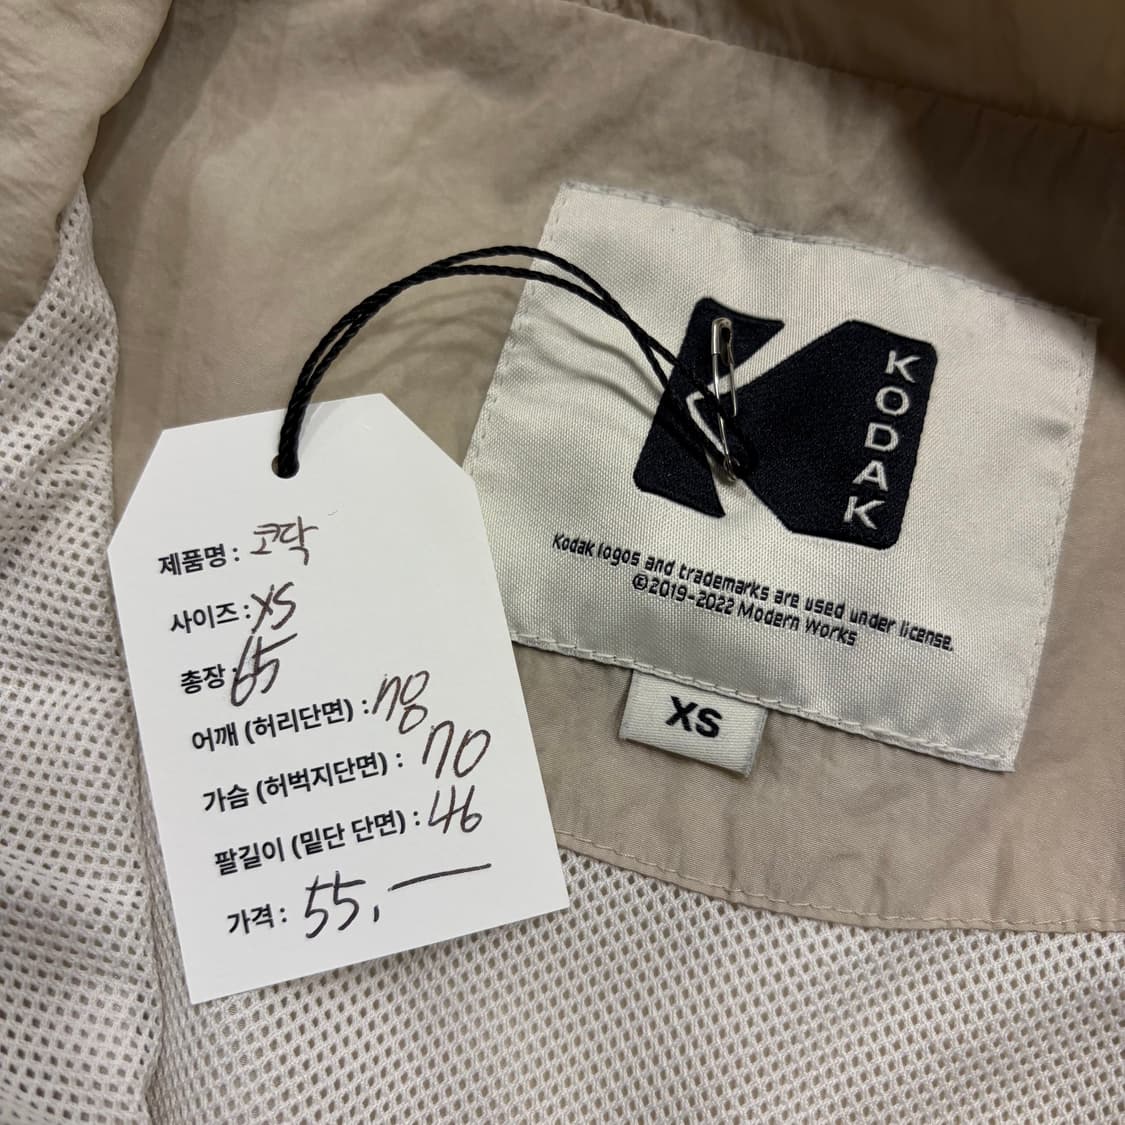 제품명 : 코닥
사이즈 : XS
총장 : 65
어깨 (허리단면) : 78
가슴 (허벅지단면) : 70
팔길이 (밑단 단면) : 46
가격 : 55,—
KODAK
Kodak logos and trademarks are used under license.
©2019-2022 Modern Works
XS